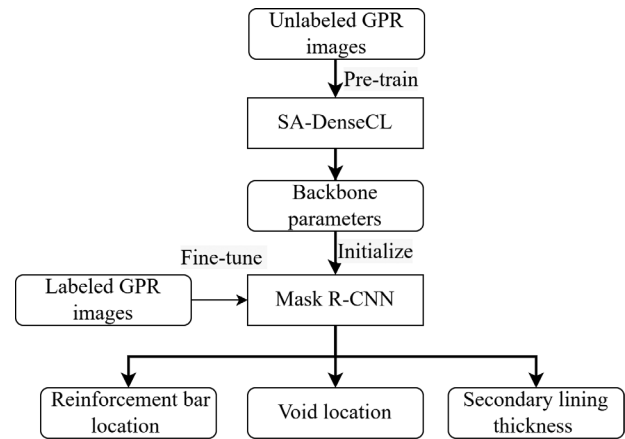 Unlabeled GPR
images
Pre-train
SA-DenseCL
Backbone
parameters
Initialize
Fine-tune
Labeled GPR
images
Mask R-CNN
Reinforcement bar
location
Void location
Secondary lining
thickness